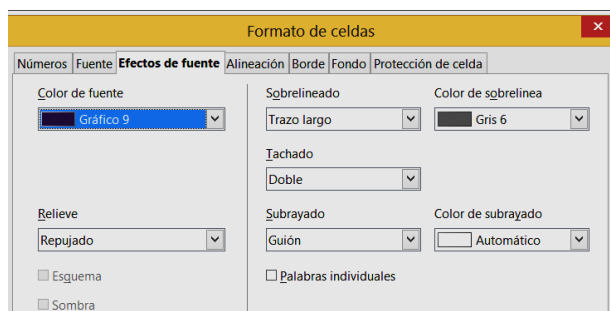 Formato de celdas
Números Fuente Efectos de fuente Alineación Borde Fondo Protección de celda
Color de fuente
Gráfico 9
Sobrelineado
Trazo largo
Color de sobrelinea
Gris 6
Tachado
Doble
Relieve
Repujado
Subrayado
Guión
Color de subrayado
Automático
Esquema
Palabras individuales
Sombra